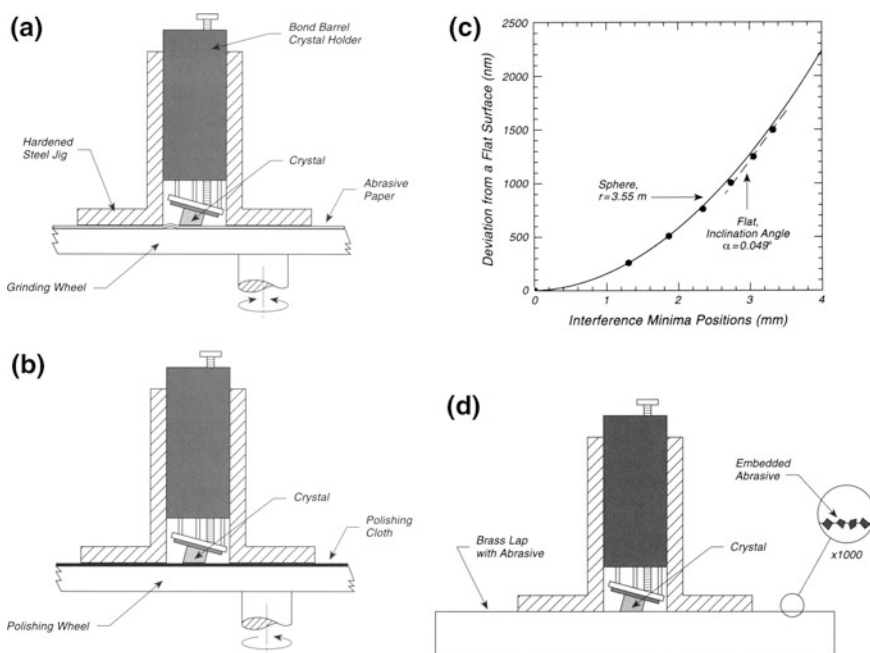 (a)
Bond Barrel
Crystal Holder
Hardened
Steel Jig
Crystal
Abrasive
Paper
Grinding Wheel
(b)
Crystal
Polishing
Cloth
Polishing Wheel
(c)
Deviation from a Flat Surface (nm)
2500
2000
1500
1000
500
0
0 1 2 3 4
Interference Minima Positions (mm)
Sphere,
r=3.55 m
Flat,
Inclination Angle
α=0.049°
(d)
Embedded
Abrasive
Brass Lap
with Abrasive
Crystal
x1000